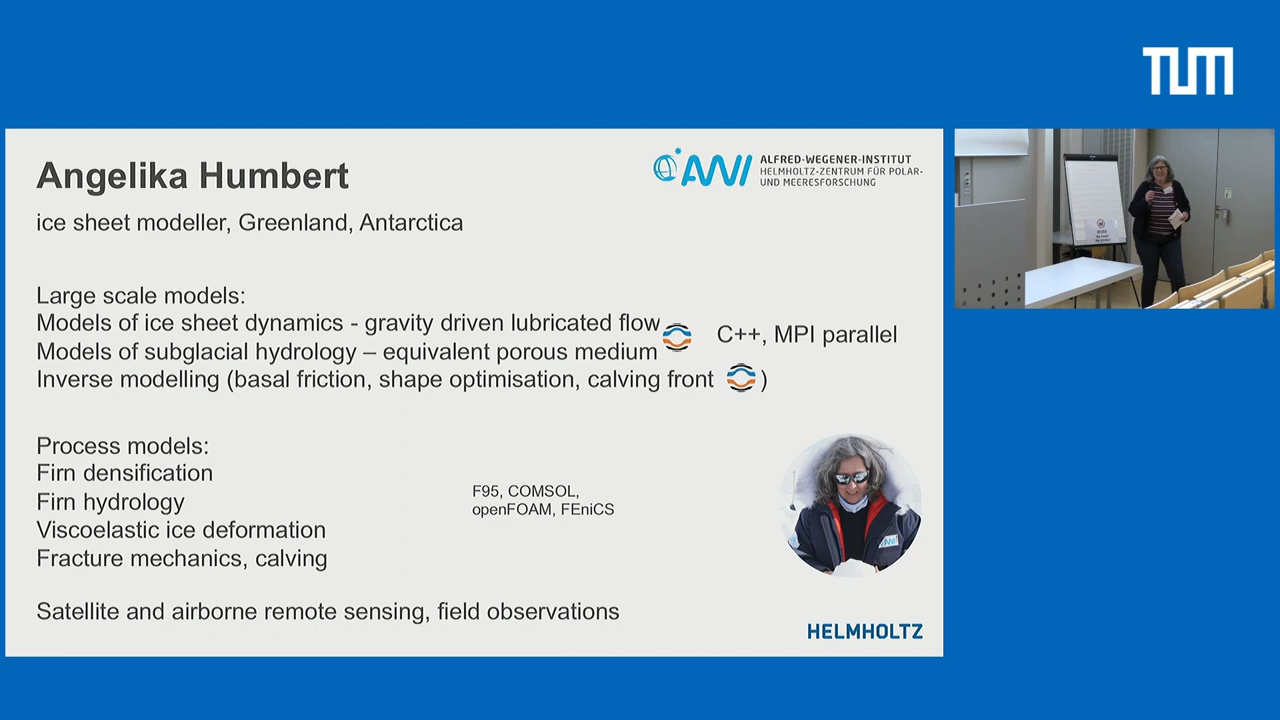 TUM
Angelika Humbert
AWI
ALFRED-WEGENER-INSTITUT
HELMHOLTZ-ZENTRUM FÜR POLAR-
UND MEERESFORSCHUNG
ice sheet modeller, Greenland, Antarctica
Large scale models:
Models of ice sheet dynamics - gravity driven lubricated flow
Models of subglacial hydrology – equivalent porous medium
C++, MPI parallel
Inverse modelling (basal friction, shape optimisation, calving front )
Process models:
Firn densification
Firn hydrology
Viscoelastic ice deformation
Fracture mechanics, calving
F95, COMSOL,
openFOAM, FEniCS
AWI
Satellite and airborne remote sensing, field observations
HELMHOLTZ